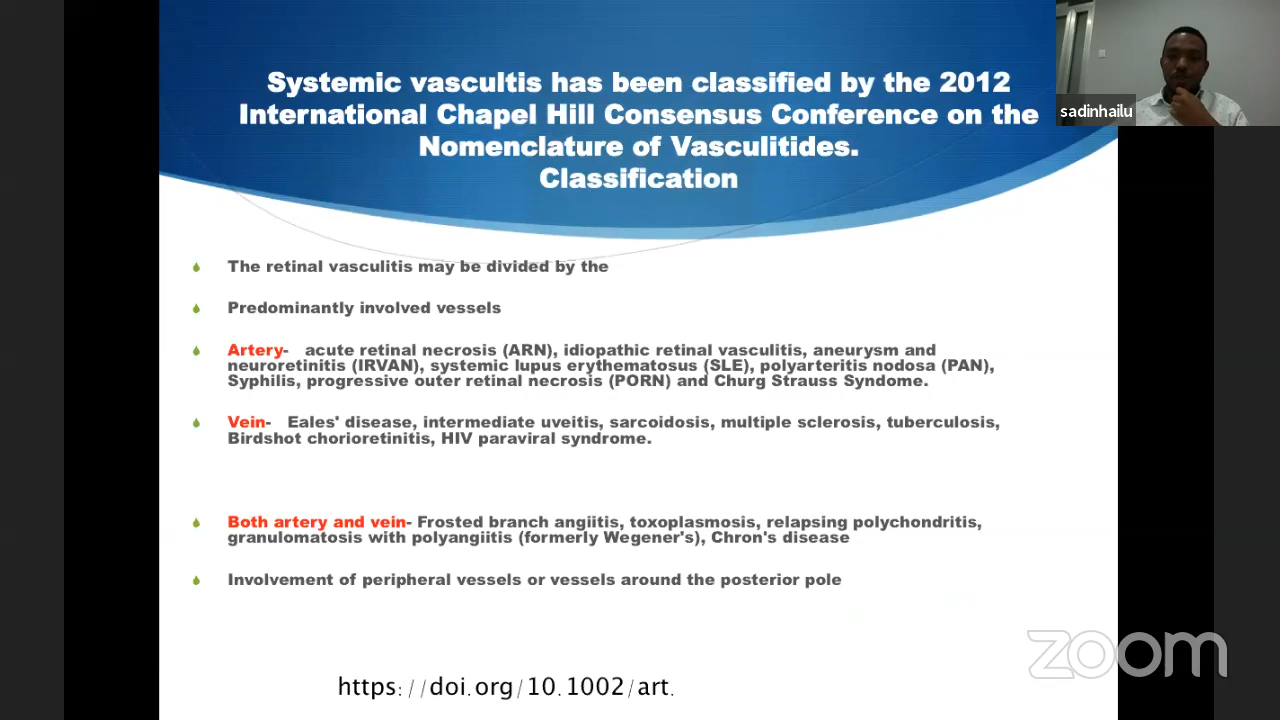 Systemic vascultis has been classified by the 2012
International Chapel Hill Consensus Conference on the
Nomenclature of Vasculitides.
Classification
sadinhailu
The retinal vasculitis may be divided by the
Predominantly involved vessels
Artery- acute retinal necrosis (ARN), idiopathic retinal vasculitis, aneurysm and
neuroretinitis (IRVAN), systemic lupus erythematosus (SLE), polyarteritis nodosa (PAN),
Syphilis, progressive outer retinal necrosis (PORN) and Churg Strauss Syndome.
Vein- Eales' disease, intermediate uveitis, sarcoidosis, multiple sclerosis, tuberculosis,
Birdshot chorioretinitis, HIV paraviral syndrome.
Both artery and vein- Frosted branch angiitis, toxoplasmosis, relapsing polychondritis,
granulomatosis with polyangiitis (formerly Wegener's), Chron's disease
Involvement of peripheral vessels or vessels around the posterior pole
zoom
https://doi.org/10.1002/art.